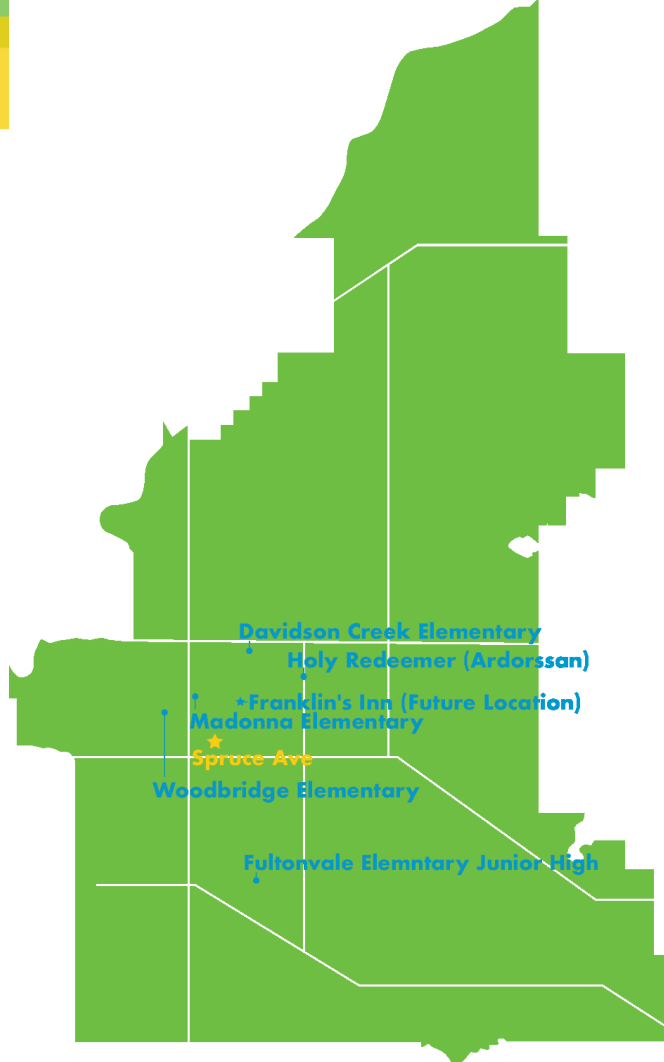 Davidson Creek Elementary
Holy Redeemer (Ardorssan)
Franklin's Inn (Future Location)
Madonna Elementary
Spruce Ave
Woodbridge Elementary
Fultonvale Elemntary Junior High